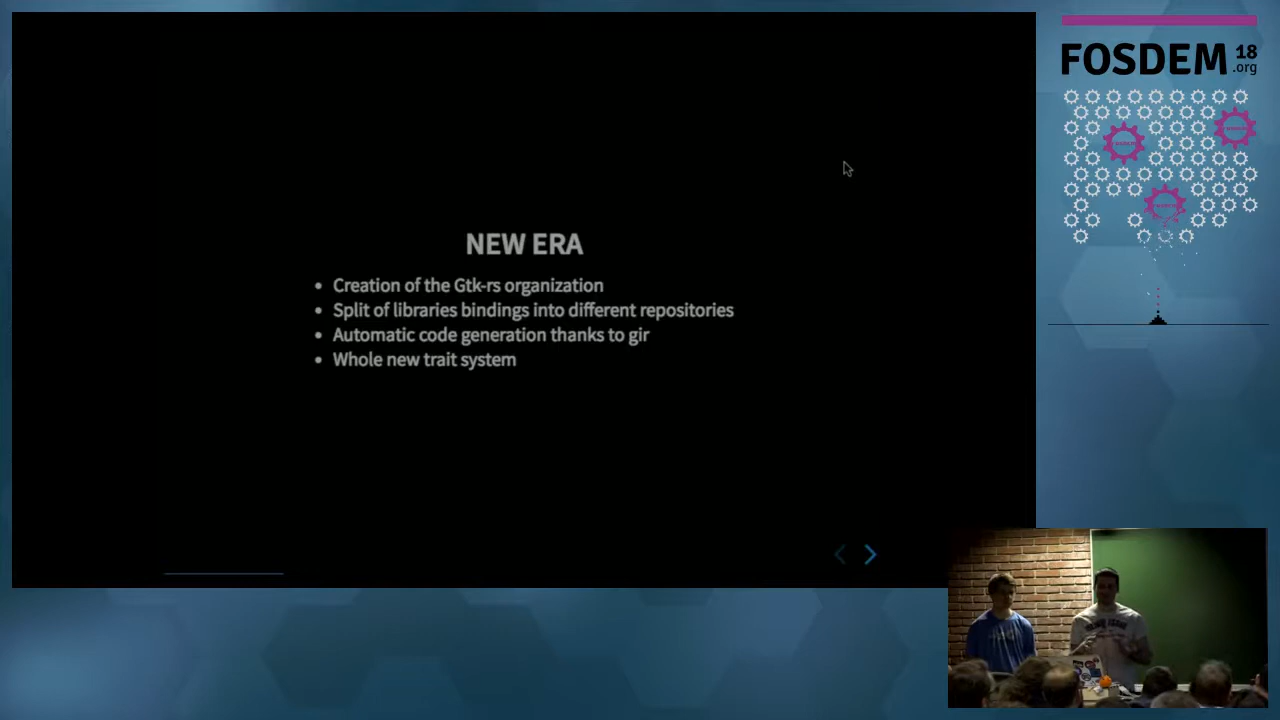 FOSDEM 18
.org
NEW ERA
• Creation of the Gtk-rs organization
• Split of libraries bindings into different repositories
• Automatic code generation thanks to gir
• Whole new trait system